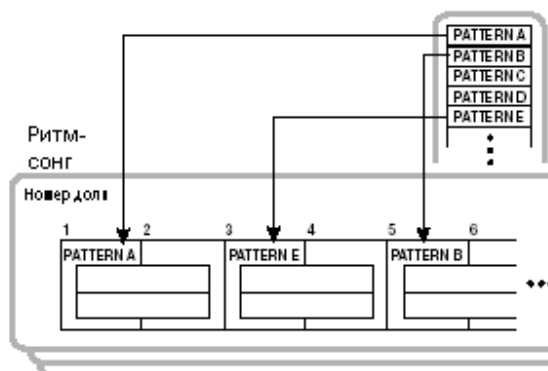 PATTERN A
PATTERN B
PATTERN C
PATTERN D
PATTERN E
Ритм-
сонг
Номер доли
1 2 3 4 5 6
PATTERN A PATTERN E PATTERN B